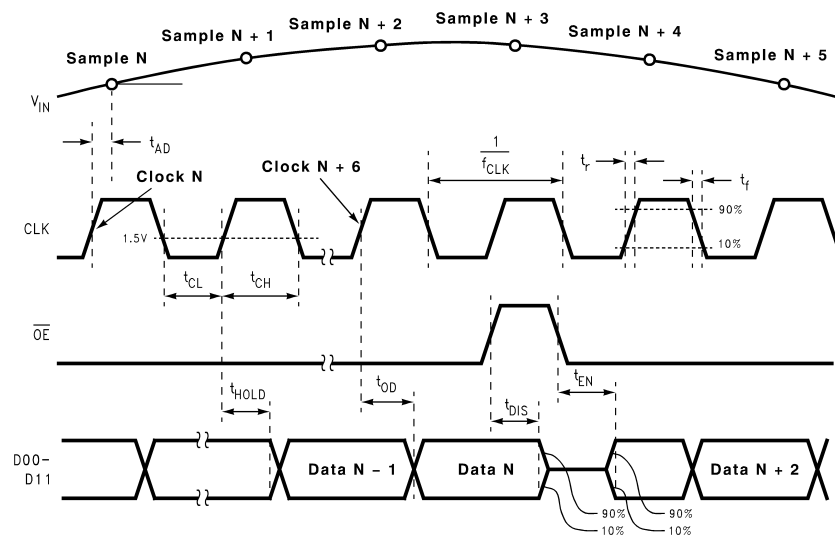 Sample N
Sample N + 1
Sample N + 2
Sample N + 3
Sample N + 4
Sample N + 5
VIN
tAD
Clock N
Clock N + 6
1
fCLK
tr
tf
90%
10%
CLK
1.5V
tCL
tCH
OE
tHOLD
tOD
tDIS
tEN
D00-
D11
Data N – 1
Data N
Data N + 2
90%
10%
90%
10%